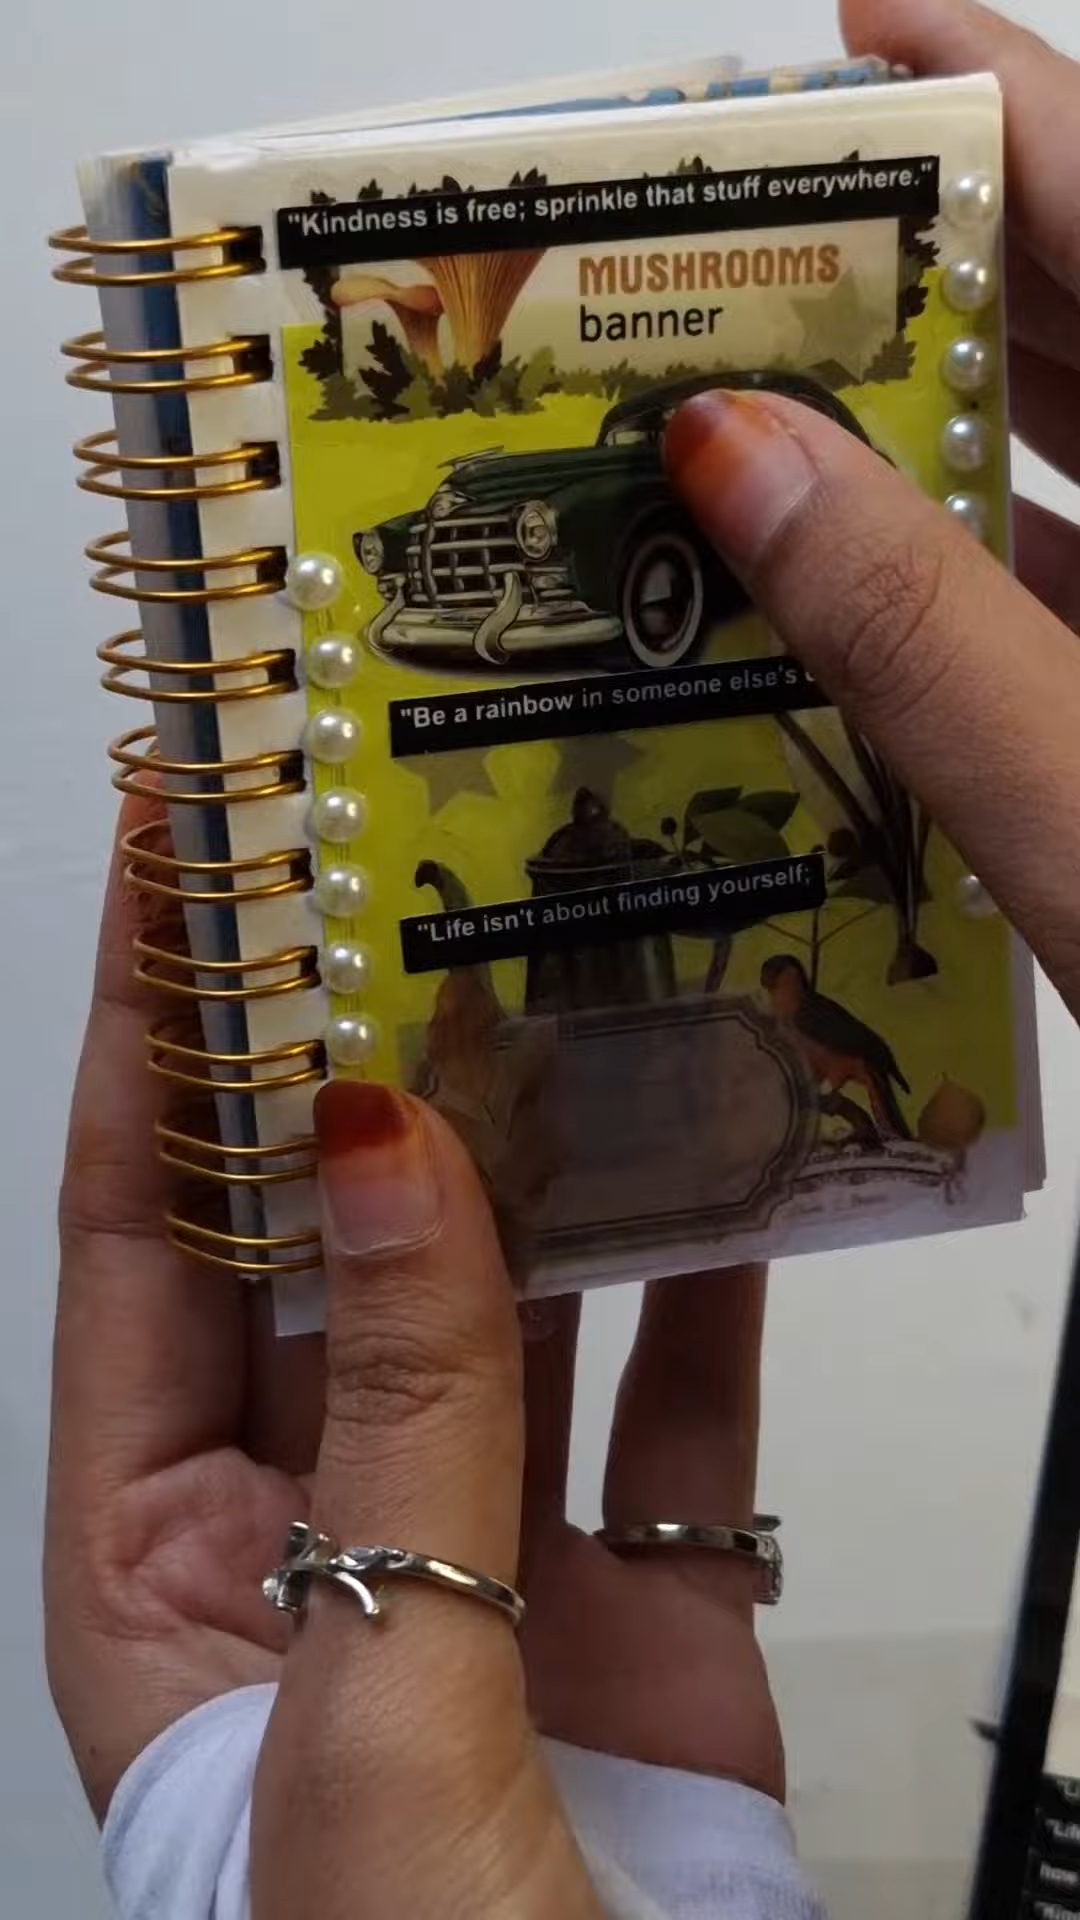 "Kindness is free; sprinkle that stuff everywhere."
MUSHROOMS
banner
"Be a rainbow in someone else's
"Life isn't about finding yourself;